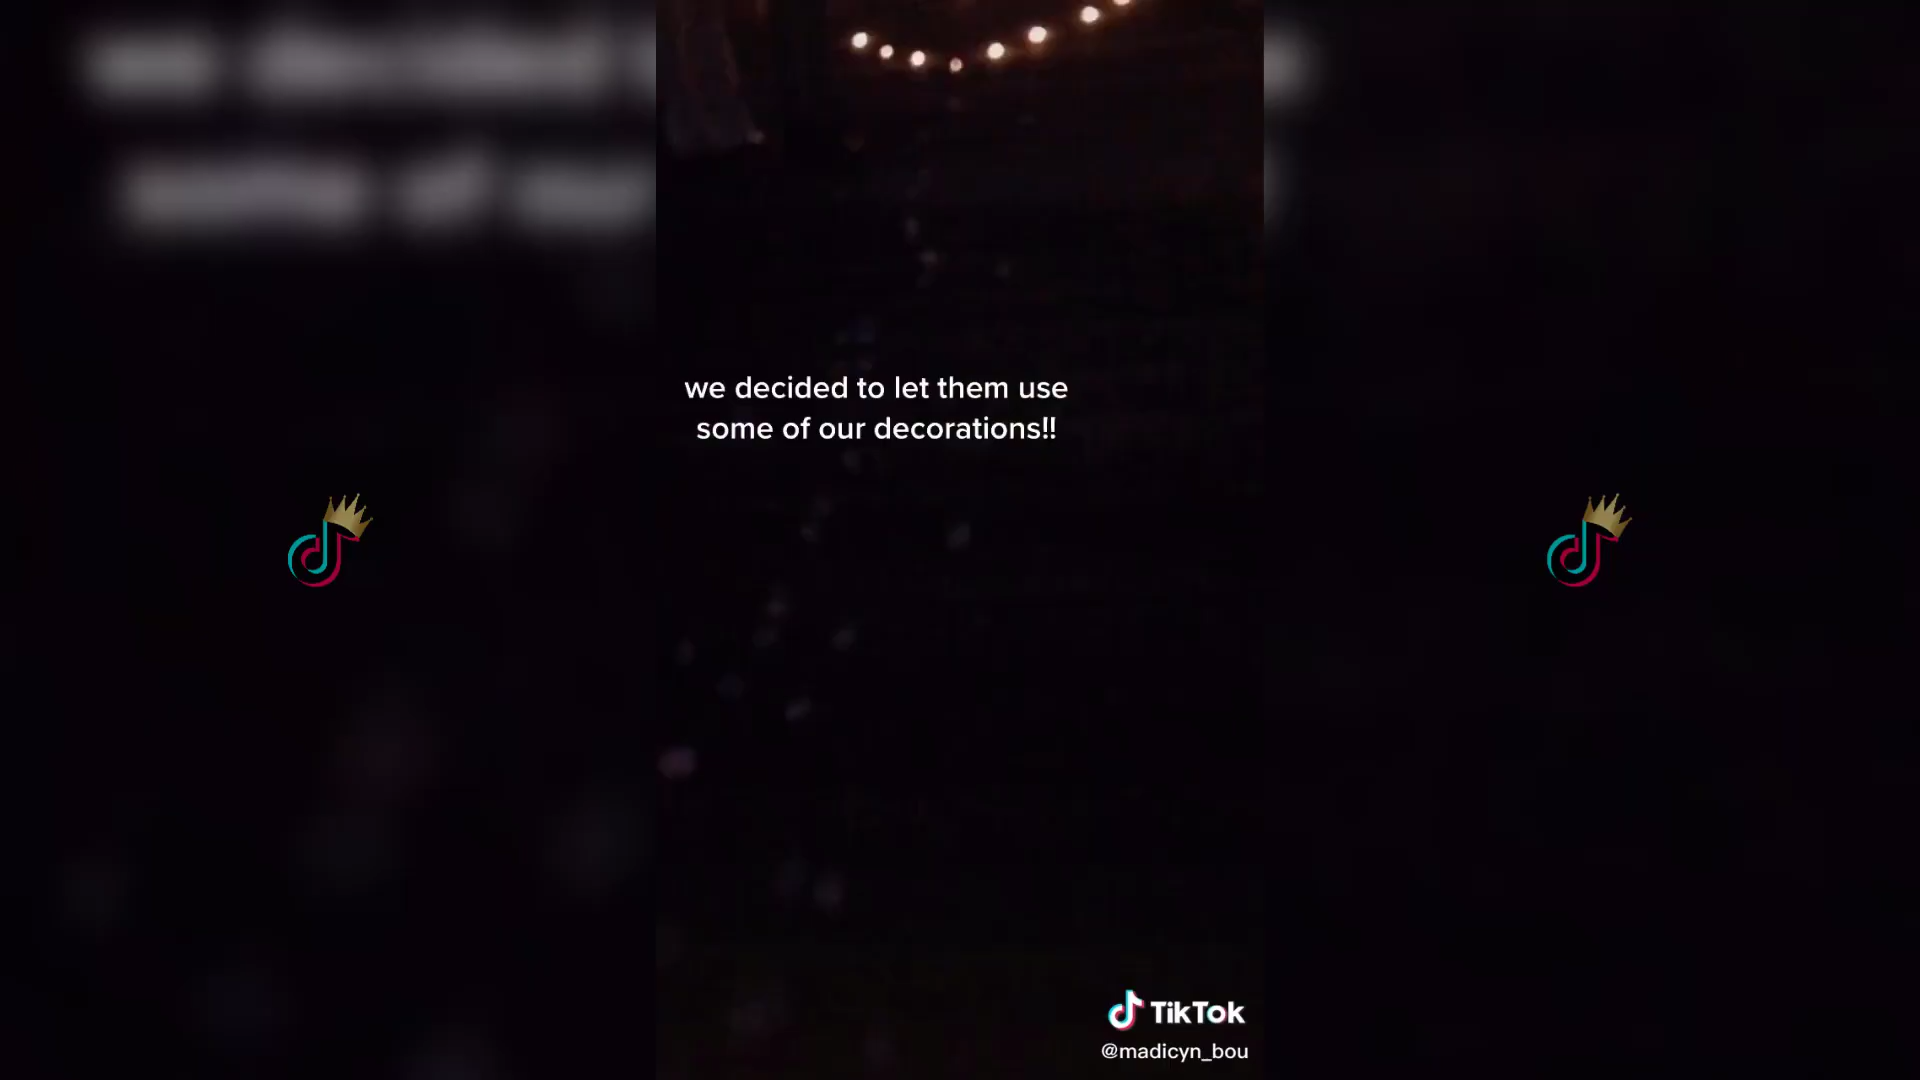 we decided to let them use
some of our decorations!!
TikTok
@madicyn_bou